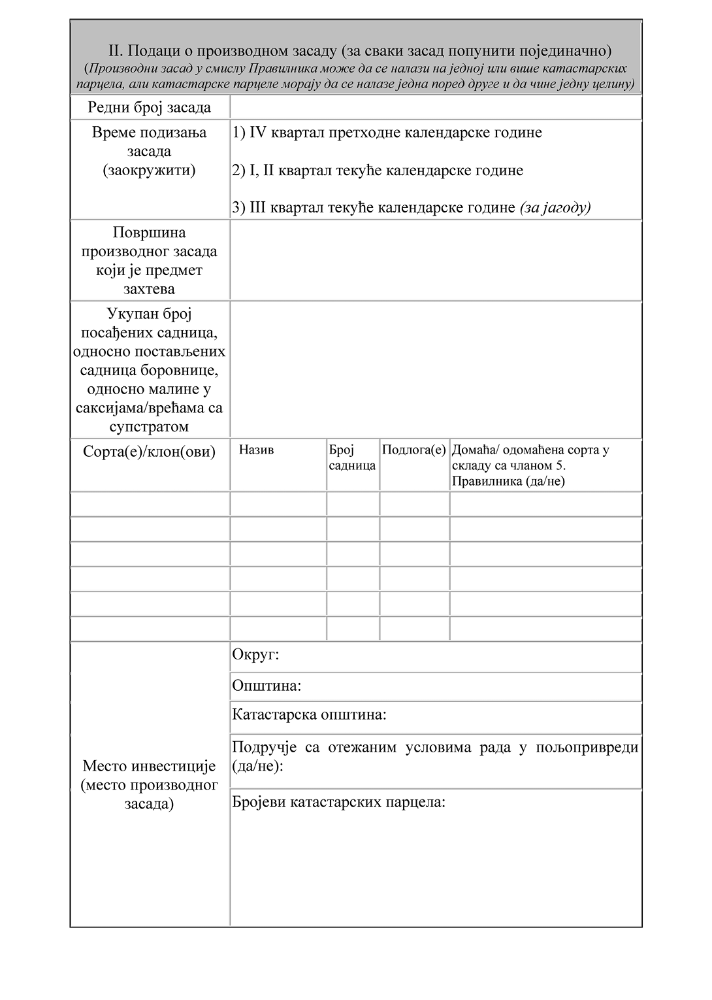 II. Подаци о производном засаду (за сваки засад попунити појединачно)
(Производни засад у смислу Правилника може да се налази на једној или више катастарских
парцела, али катастарске парцеле морају да се налазе једна поред друге и да чине једну целину)
Редни број засада
Време подизања
засада
(заокружити)
1) IV квартал претходне календарске године
2) I, II квартал текуће календарске године
3) III квартал текуће календарске године (за јагоду)
Површина
производног засада
који је предмет
захтева
Укупан број
посађених садница,
односно постављених
садница боровнице,
односно малине у
саксијама/врећама са
супстратом
Сорта(е)/клон(ови)
Назив
Број
садница
Подлога(е)
Домаћа/ одомаћена сорта у
складу са чланом 5.
Правилника (да/не)
Место инвестиције
(место производног
засада)
Округ:
Општина:
Катастарска општина:
Подручје са отежаним условима рада у пољопривреди
(да/не):
Бројеви катастарских парцела: